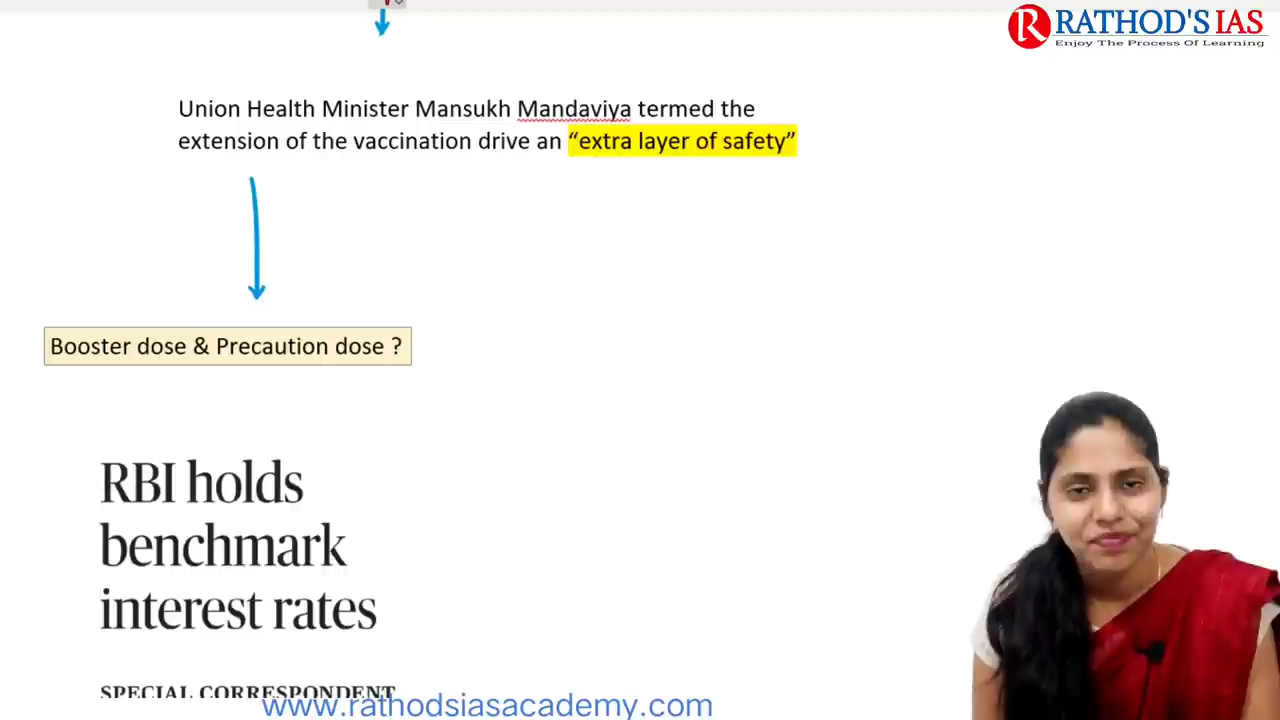 RATHOD'S IAS
Enjoy The Process Of Learning
Union Health Minister Mansukh Mandaviya termed the
extension of the vaccination drive an “extra layer of safety”
Booster dose & Precaution dose ?
RBI holds
benchmark
interest rates
SPECIAL CORRESPONDENT
www.rathodsiasacademy.com